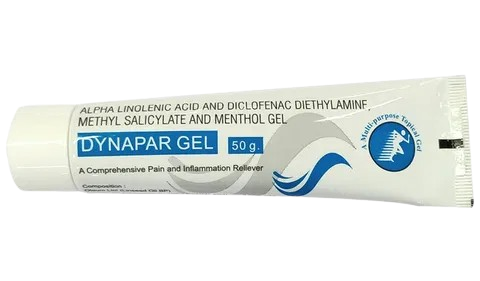 ALPHA LINOLENIC ACID AND DICLOFENAC DIETHYLAMINE,
METHYL SALICYLATE AND MENTHOL GEL
DYNAPAR GEL 50 g.
A Comprehensive Pain and Inflammation Reliever
Composition :
A Multi-purpose Topical Gel